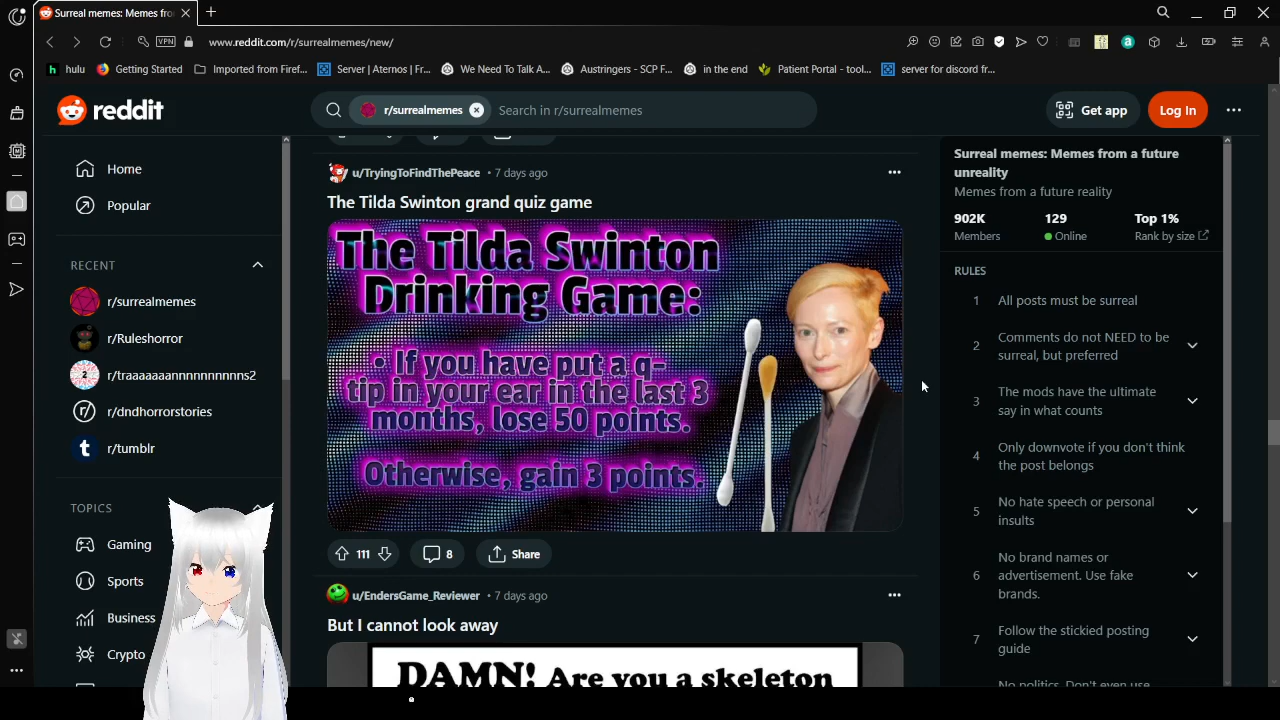 Surreal memes: Memes fro
www.reddit.com/r/surrealmemes/new/
VPN
hulu
Getting Started
Imported from Firef...
Server | Aternos | Fr...
We Need To Talk A...
Austringers - SCP F...
in the end
Patient Portal - tool...
server for discord fr...
reddit
r/surrealmemes
Search in r/surrealmemes
Get app
Log In
Home
Popular
RECENT
r/surrealmemes
r/Ruleshorror
r/traaaaaaannnnnnnnnns2
r/dndhorrorstories
r/tumblr
TOPICS
Gaming
Sports
Business
Crypto
u/TryingToFindThePeace • 7 days ago
The Tilda Swinton grand quiz game
The Tilda Swinton
Drinking Game:
• If you have put a q-
tip in your ear in the last 3
months, lose 50 points.
Otherwise, gain 3 points.
111
8
Share
u/EndersGame_Reviewer • 7 days ago
But I cannot look away
DAMN! Are you a skeleton
Surreal memes: Memes from a future
unreality
Memes from a future reality
902K
129
Top 1%
Members
Online
Rank by size
RULES
1 All posts must be surreal
2 Comments do not NEED to be
surreal, but preferred
3 The mods have the ultimate
say in what counts
4 Only downvote if you don't think
the post belongs
5 No hate speech or personal
insults
6 No brand names or
advertisement. Use fake
brands.
7 Follow the stickied posting
guide
No politics. Don't even use